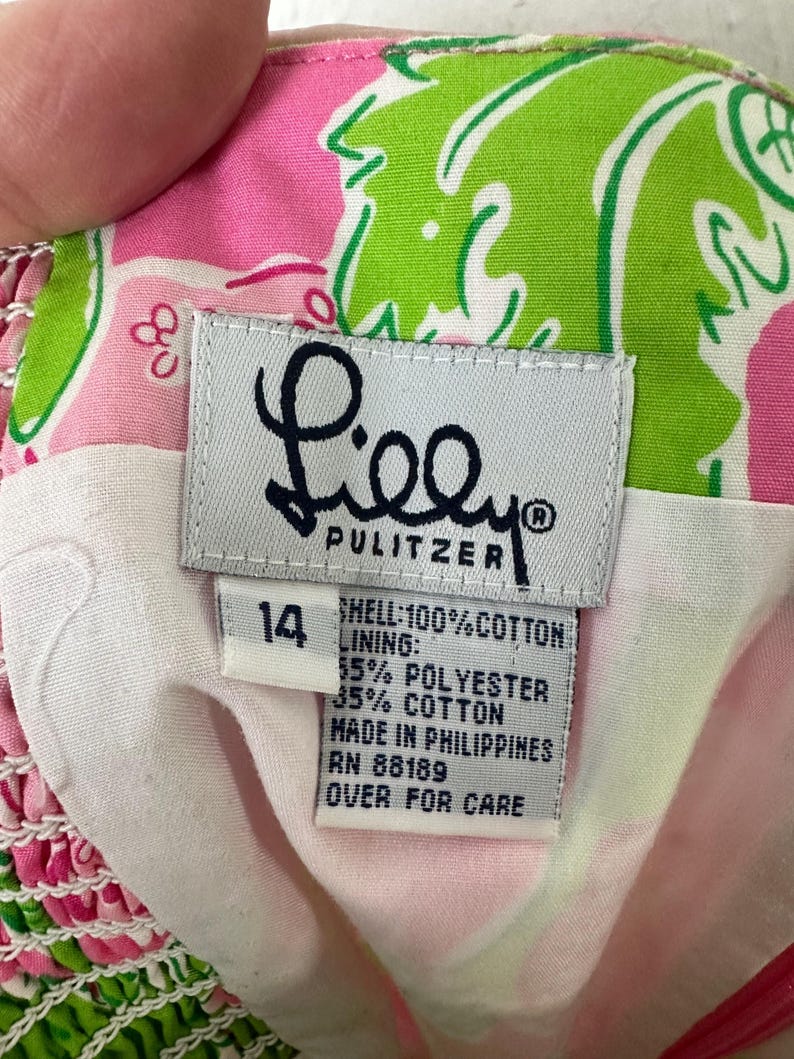 Lilly®
PULITZER
14
SHELL:100%COTTON
LINING:
65% POLYESTER
35% COTTON
MADE IN PHILIPPINES
RN 88189
OVER FOR CARE